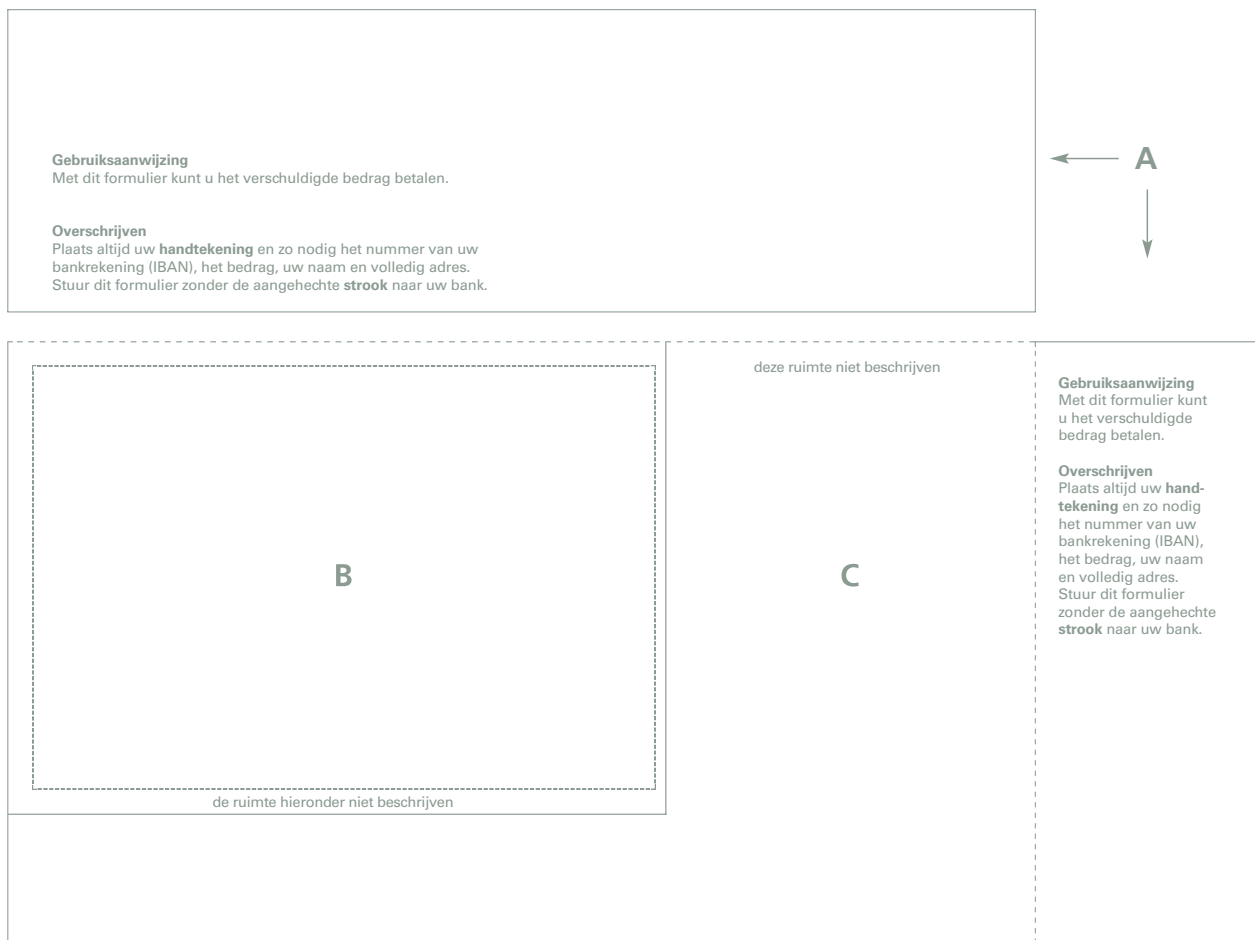 Gebruiksaanwijzing
Met dit formulier kunt u het verschuldigde bedrag betalen.
Overschrijven
Plaats altijd uw handtekening en zo nodig het nummer van uw
bankrekening (IBAN), het bedrag, uw naam en volledig adres.
Stuur dit formulier zonder de aangehechte strook naar uw bank.
A
deze ruimte niet beschrijven
B
C
de ruimte hieronder niet beschrijven
Gebruiksaanwijzing
Met dit formulier kunt
u het verschuldigde
bedrag betalen.
Overschrijven
Plaats altijd uw hand-
tekening en zo nodig
het nummer van uw
bankrekening (IBAN),
het bedrag, uw naam
en volledig adres.
Stuur dit formulier
zonder de aangehechte
strook naar uw bank.